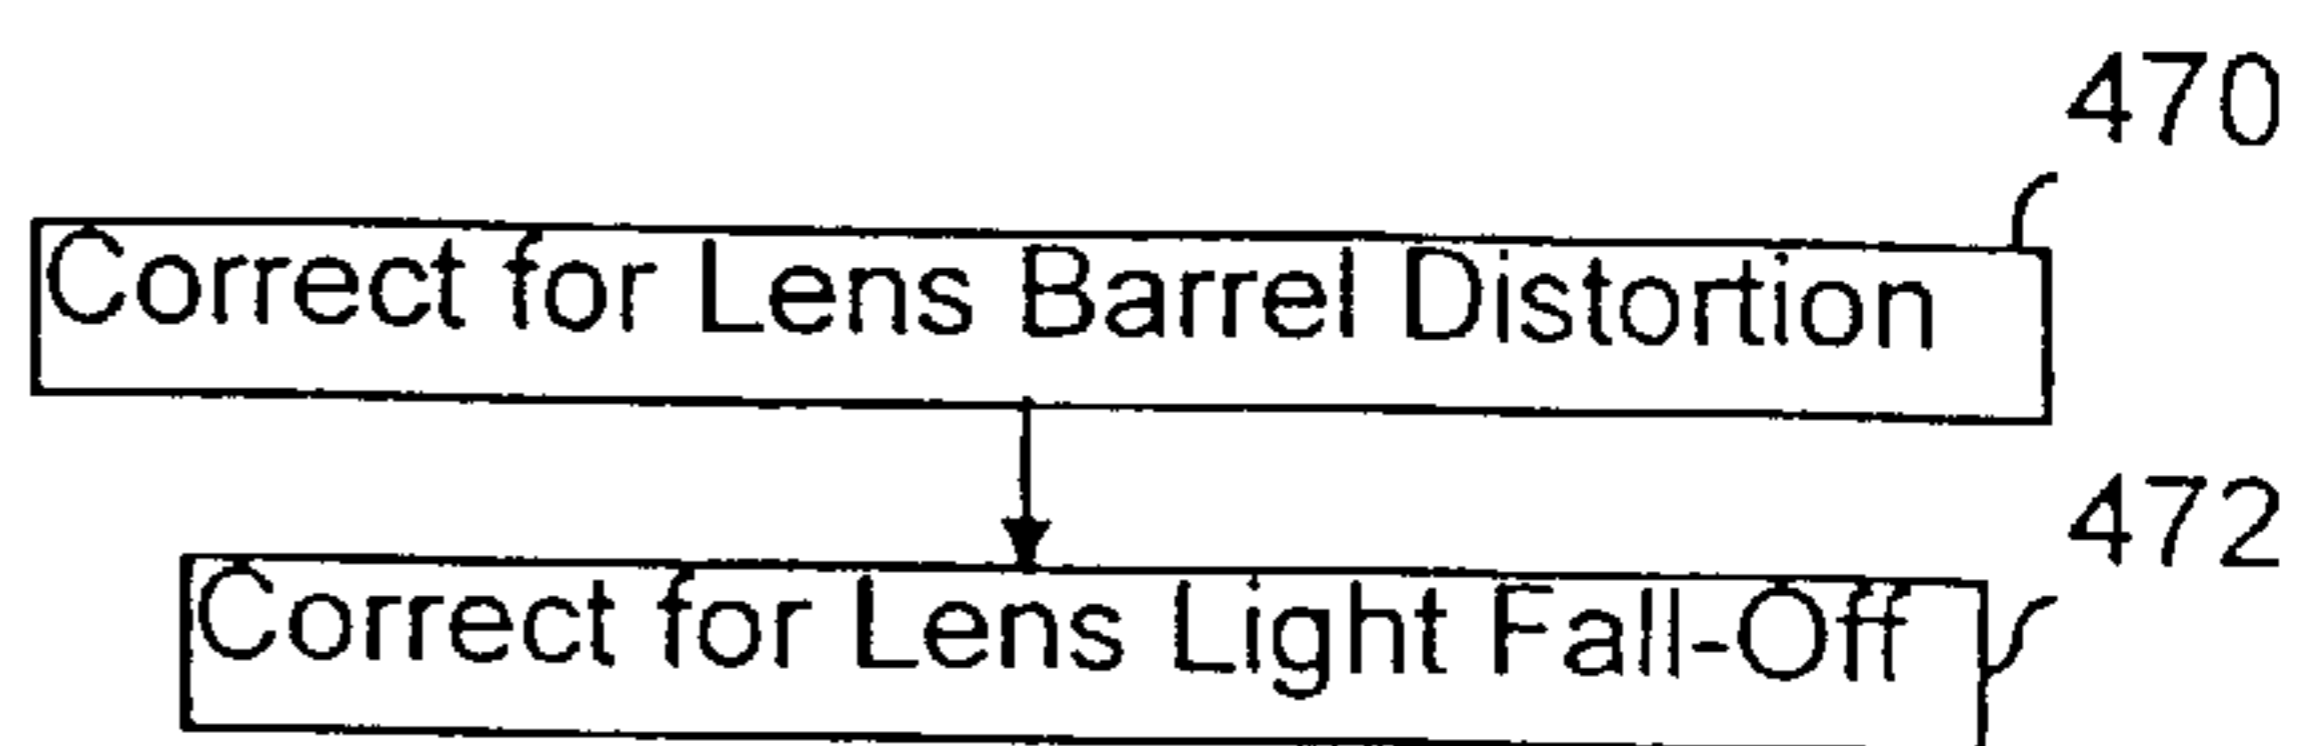 470
Correct for Lens Barrel Distortion
472
Correct for Lens Light Fall-Off